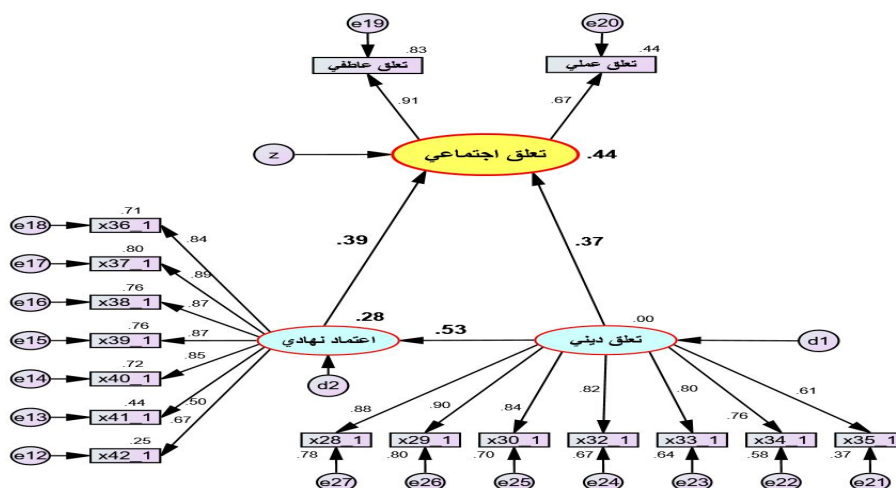 e19
e20
.83
.44
تعلق عاطفي
تعلق عملي
.91
.67
z
تعلق اجتماعي
.44
.39
.37
e18
.71
x36_1
.84
e17
.80
x37_1
.89
e16
.76
x38_1
.87
e15
.76
x39_1
.87
e14
.72
x40_1
.85
e13
.44
x41_1
.50
e12
.25
x42_1
.67
.28
اعتماد نهادي
.53
.00
تعلق ديني
d1
d2
.88
.90
.84
.82
.80
.76
.61
x28_1
x29_1
x30_1
x32_1
x33_1
x34_1
x35_1
.78
.80
.70
.67
.64
.58
.37
e27
e26
e25
e24
e23
e22
e21